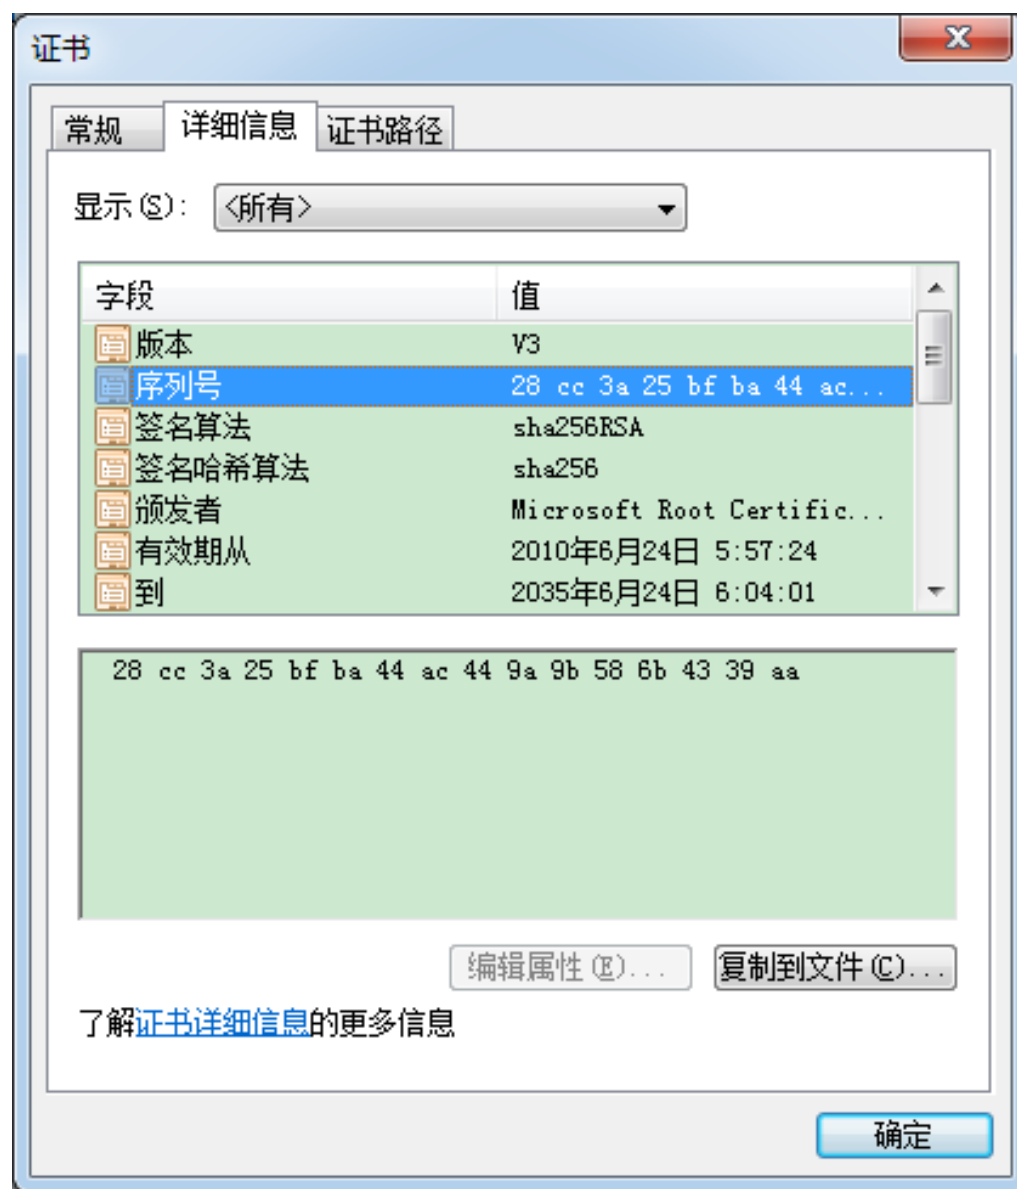 证书
常规 详细信息 证书路径
显示(S): <所有>
字段 值
版本 V3
序列号 28 cc 3a 25 bf ba 44 ac...
签名算法 sha256RSA
签名哈希算法 sha256
颁发者 Microsoft Root Certific...
有效期从 2010年6月24日 5:57:24
到 2035年6月24日 6:04:01
28 cc 3a 25 bf ba 44 ac 44 9a 9b 58 6b 43 39 aa
编辑属性(E)... 复制到文件(C)...
了解证书详细信息的更多信息
确定